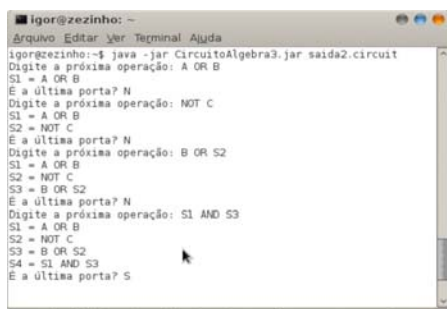 igor@zezinho: ~
Arquivo Editar Ver Terminal Ajuda
igor@zezinho:~$ java -jar CircuitoAlgebra3.jar saida2.circuit
Digite a próxima operação: A OR B
S1 = A OR B
É a última porta? N
Digite a próxima operação: NOT C
S1 = A OR B
S2 = NOT C
É a última porta? N
Digite a próxima operação: B OR S2
S1 = A OR B
S2 = NOT C
S3 = B OR S2
É a última porta? N
Digite a próxima operação: S1 AND S3
S1 = A OR B
S2 = NOT C
S3 = B OR S2
S4 = S1 AND S3
É a última porta? S